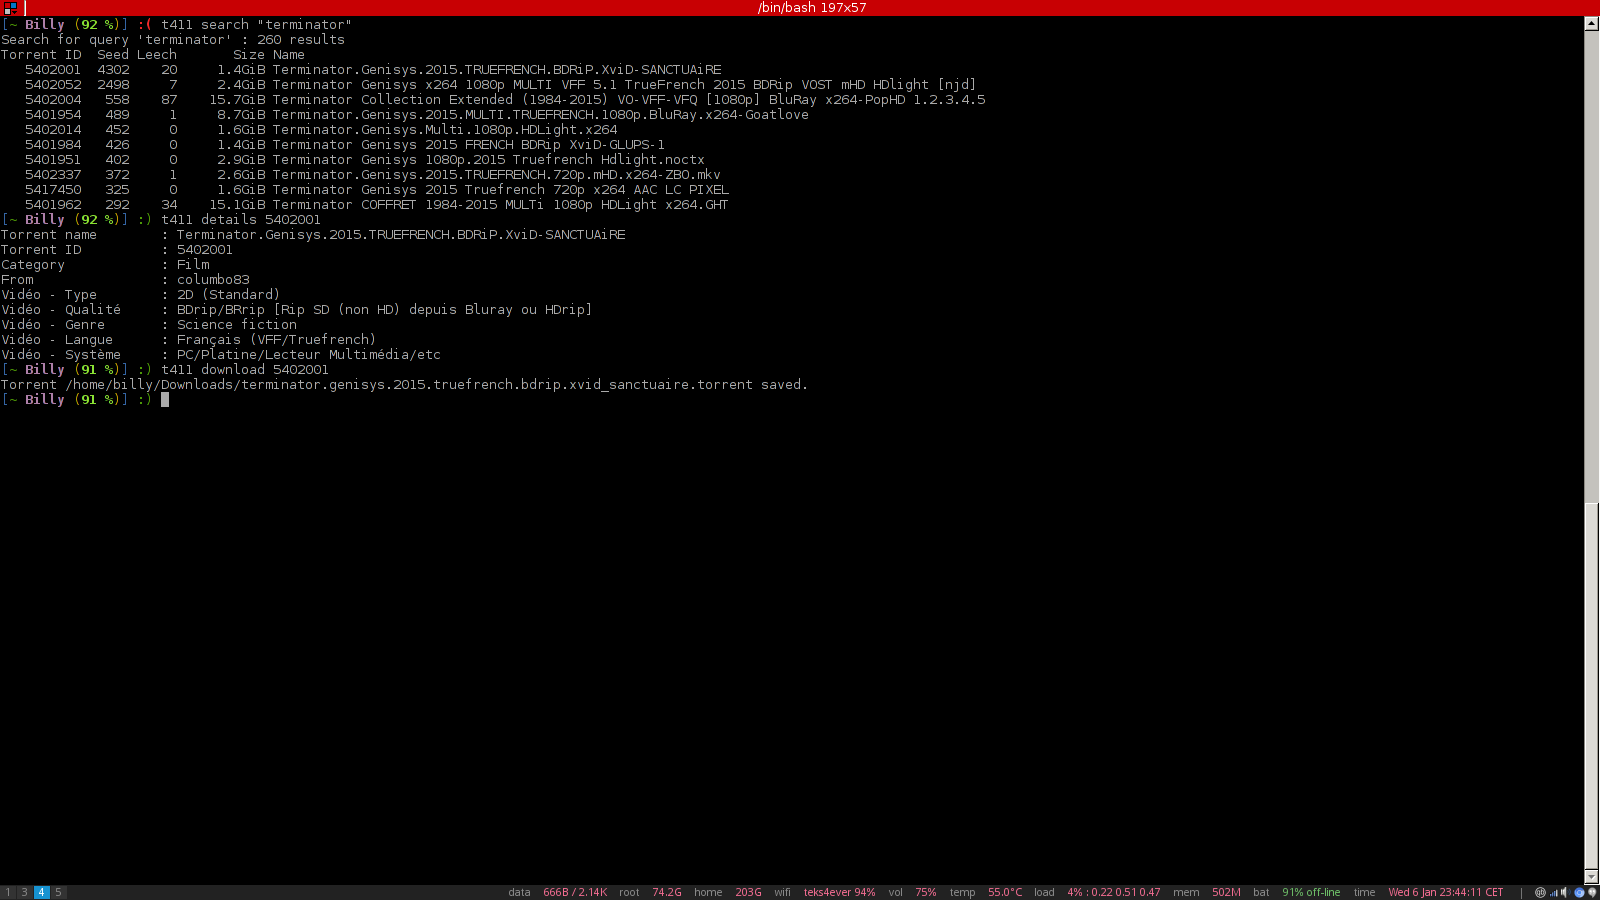 /bin/bash 197x57
[~ Billy (92 %)] :( t411 search "terminator"
Search for query 'terminator' : 260 results
Torrent ID  Seed Leech       Size Name
   5402001  4302    20     1.4GiB Terminator.Genisys.2015.TRUEFRENCH.BDRiP.XviD-SANCTUAiRE
   5402052  2498     7     2.4GiB Terminator Genisys x264 1080p MULTI VFF 5.1 TrueFrench 2015 BDRip VOST mHD HDlight [njd]
   5402004   558    87    15.7GiB Terminator Collection Extended (1984-2015) VO-VFF-VFQ [1080p] BluRay x264-PopHD 1.2.3.4.5
   5401954   489     1     8.7GiB Terminator.Genisys.2015.MULTI.TRUEFRENCH.1080p.BluRay.x264-Goatlove
   5402014   452     0     1.6GiB Terminator.Genisys.Multi.1080p.HDLight.x264
   5401984   426     0     1.4GiB Terminator Genisys 2015 FRENCH BDRip XviD-GLUPS-1
   5401951   402     0     2.9GiB Terminator Genisys 1080p.2015 Truefrench Hdlight.noctx
   5402337   372     1     2.6GiB Terminator.Genisys.2015.TRUEFRENCH.720p.mHD.x264-ZBO.mkv
   5417450   325     0     1.6GiB Terminator Genisys 2015 Truefrench 720p x264 AAC LC PIXEL
   5401962   292    34    15.1GiB Terminator COFFRET 1984-2015 MULTi 1080p HDLight x264.GHT
[~ Billy (92 %)] :) t411 details 5402001
Torrent name        : Terminator.Genisys.2015.TRUEFRENCH.BDRiP.XviD-SANCTUAiRE
Torrent ID          : 5402001
Category            : Film
From                : columbo83
Vidéo - Type        : 2D (Standard)
Vidéo - Qualité     : BDrip/BRrip [Rip SD (non HD) depuis Bluray ou HDrip]
Vidéo - Genre       : Science fiction
Vidéo - Langue      : Français (VFF/Truefrench)
Vidéo - Système     : PC/Platine/Lecteur Multimédia/etc
[~ Billy (91 %)] :) t411 download 5402001
Torrent /home/billy/Downloads/terminator.genisys.2015.truefrench.bdrip.xvid_sanctuaire.torrent saved.
[~ Billy (91 %)] :)
1 3 4 5 data 666B / 2.14K root 74.2G home 203G wifi teks4ever 94% vol 75% temp 55.0°C load 4% : 0.22 0.51 0.47 mem 502M bat 91% off-line time Wed 6 Jan 23:44:11 CET |